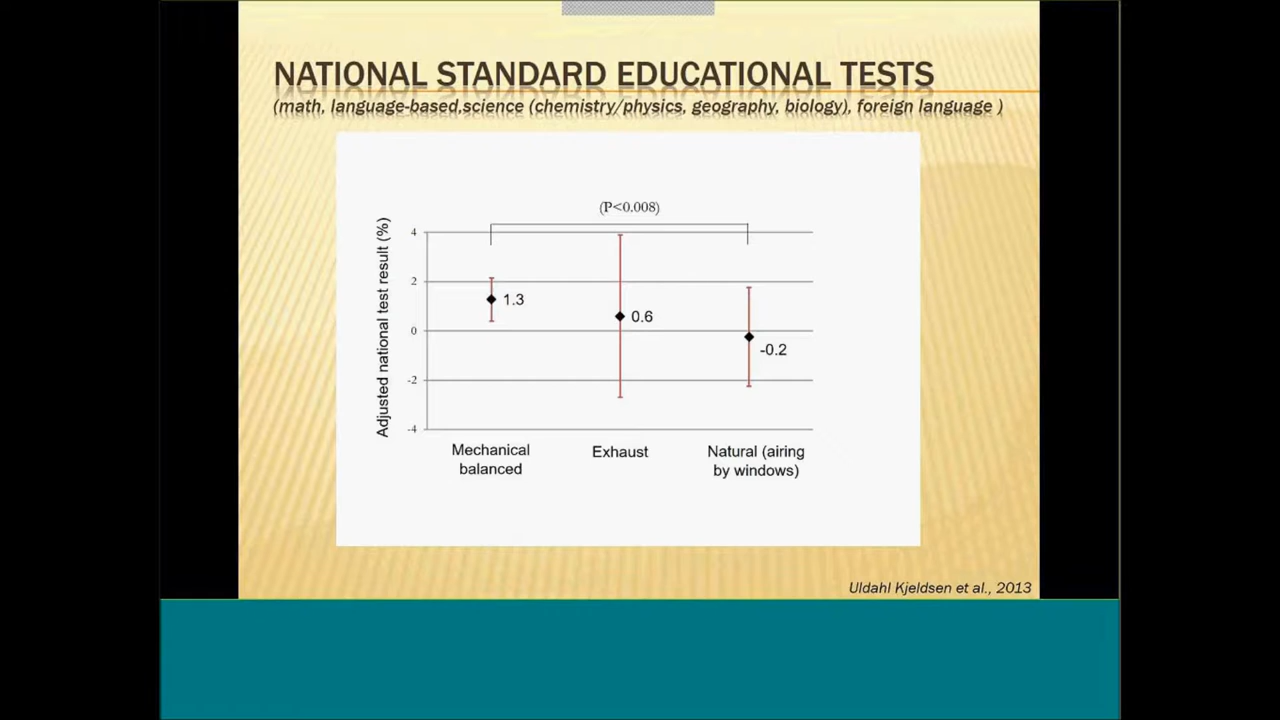 NATIONAL STANDARD EDUCATIONAL TESTS
(math, language-based,science (chemistry/physics, geography, biology), foreign language )
(P<0.008)
Adjusted national test result (%)
4
2
0
-2
-4
1.3
0.6
-0.2
Mechanical
balanced
Exhaust
Natural (airing
by windows)
Uldahl Kjeldsen et al., 2013